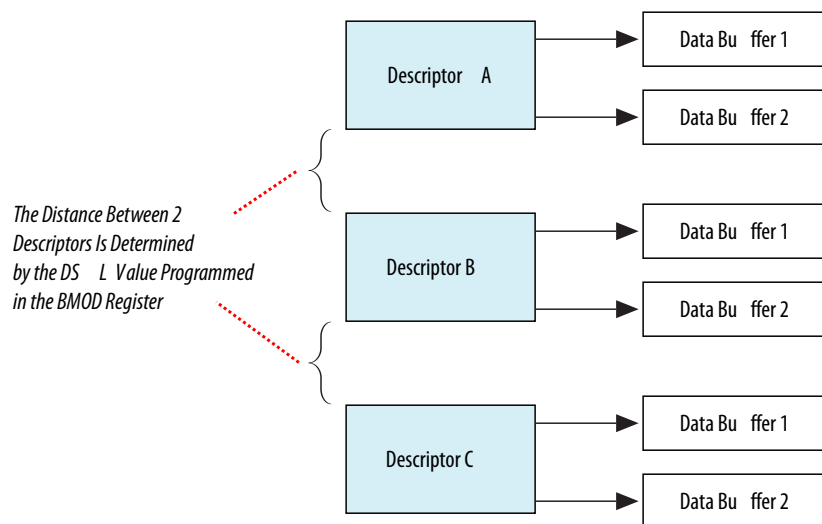 Descriptor A
Data Bu ffer 1
Data Bu ffer 2
The Distance Between 2
Descriptors Is Determined
by the DS L Value Programmed
in the BMOD Register
Descriptor B
Data Bu ffer 1
Data Bu ffer 2
Descriptor C
Data Bu ffer 1
Data Bu ffer 2